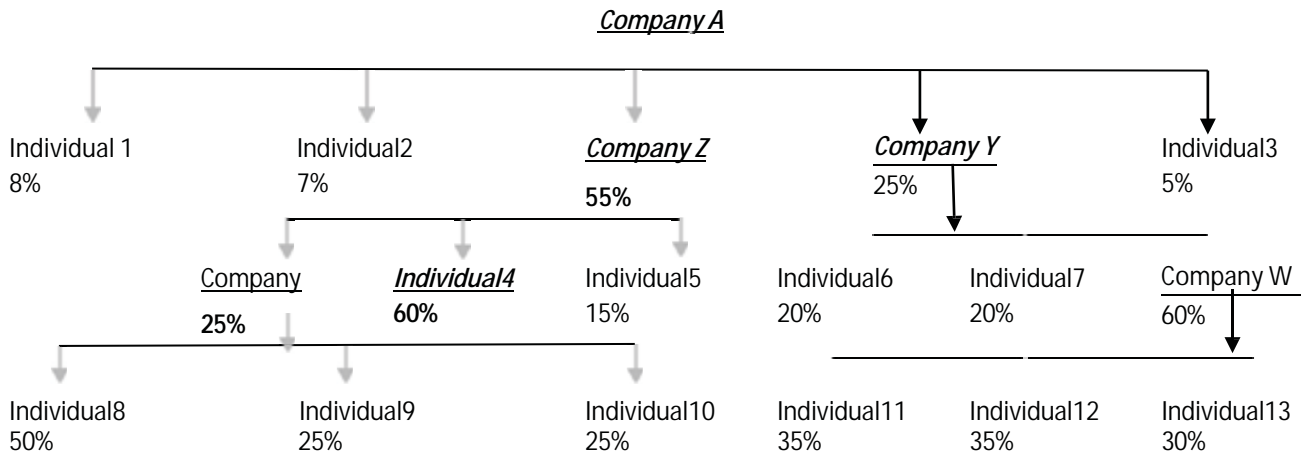 Company A
Individual 1 Individual2 Company Z Company Y Individual3
8% 7% 55% 25% 5%
Company Individual4 Individual5 Individual6 Individual7 Company W
25% 60% 15% 20% 20% 60%
Individual8 Individual9 Individual10 Individual11 Individual12 Individual13
50% 25% 25% 35% 35% 30%